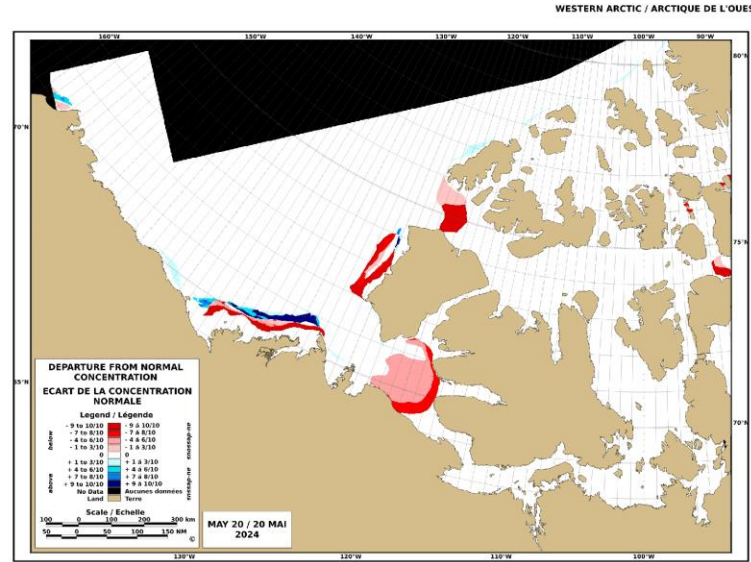 WESTERN ARCTIC / ARCTIQUE DE L'OUES
160°W 150°W 140°W 130°W 120°W 110°W 100°W 90°W
80°N
70°N
75°N
65°N
70°N
DEPARTURE FROM NORMAL
CONCENTRATION
ECART DE LA CONCENTRATION
NORMALE
Legend / Légende
below
- 9 to 10/10 - 9 à 10/10
- 7 to 8/10 - 7 à 8/10
- 4 to 6/10 - 4 à 6/10
- 1 to 3/10 - 1 à 3/10
0 0
above
+ 1 to 3/10 + 1 à 3/10
+ 4 to 6/10 + 4 à 6/10
+ 7 to 8/10 + 7 à 8/10
+ 9 to 10/10 + 9 à 10/10
No Data Aucunes données
Land Terre
Scale / Echelle
100 0 100 200 300 km
50 0 50 100 150 NM
©
MAY 20 / 20 MAI
2024
130°W 120°W 110°W 100°W